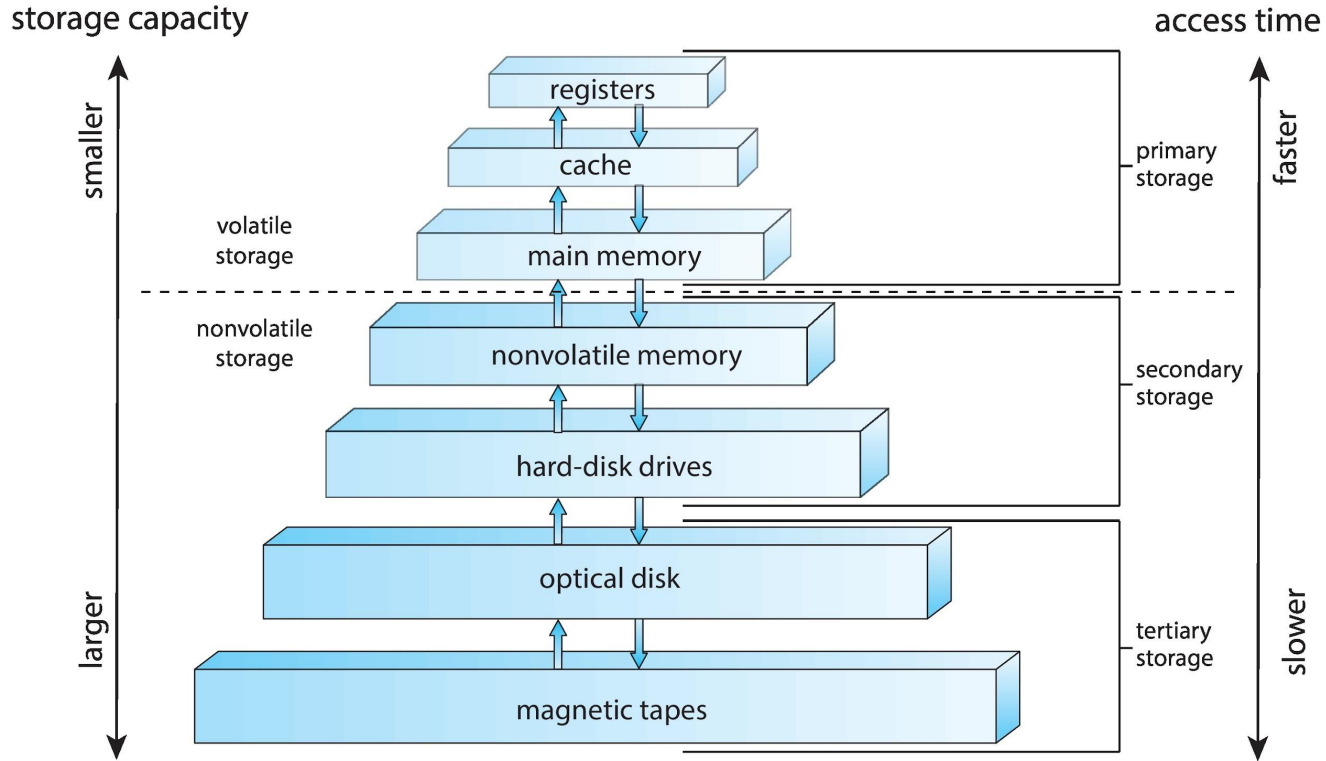 storage capacity
access time
smaller
faster
registers
cache
primary
storage
volatile
storage
main memory
nonvolatile
storage
nonvolatile memory
secondary
storage
hard-disk drives
optical disk
larger
slower
tertiary
storage
magnetic tapes